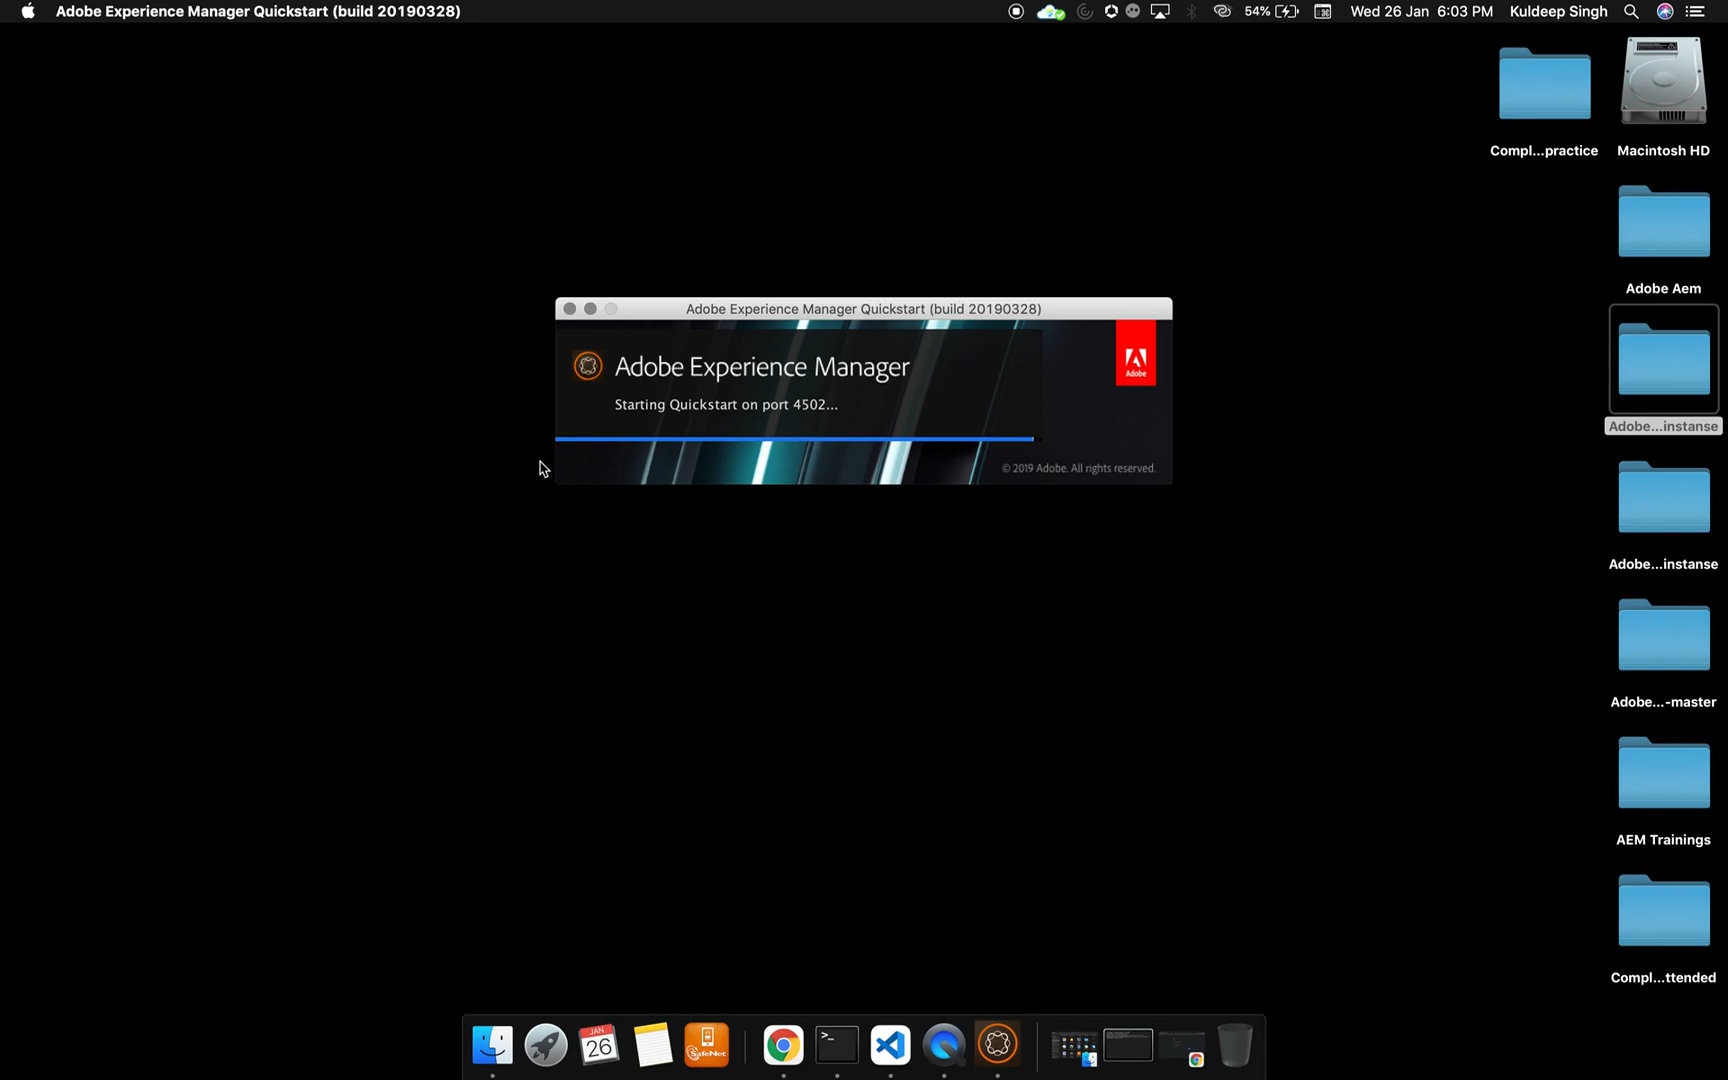 Adobe Experience Manager Quickstart (build 20190328)
54%
Wed 26 Jan 6:03 PM
Kuldeep Singh
Compl...practice
Macintosh HD
Adobe Aem
Adobe Experience Manager Quickstart (build 20190328)
Adobe Experience Manager
Adobe
Starting Quickstart on port 4502...
Adobe...instanse
© 2019 Adobe. All rights reserved.
Adobe...instanse
Adobe...-master
AEM Trainings
Compl...ttended
JAN
26
SafeNet
>_